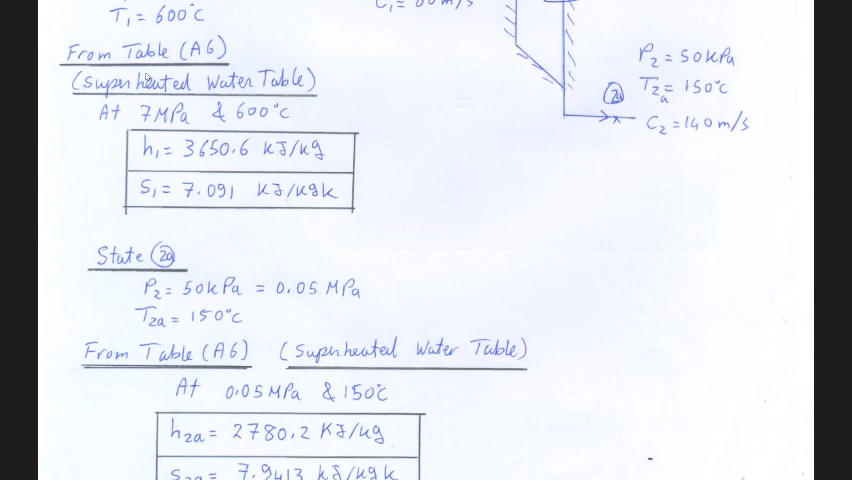 T₁ = 600°C
From Table (A6)
(Superheated Water Table)
At 7MPa & 600°C
h₁ = 3650.6 KJ/kg
S₁ = 7.091 KJ/kgk
P₂ = 50kPa
T₂ₐ = 150°C
2a
C₂ = 140 m/s
State 2a
P₂ = 50kPa = 0.05 MPa
T₂ₐ = 150°C
From Table (A6) (Superheated Water Table)
At 0.05MPa & 150°C
h₂ₐ = 2780.2 KJ/kg
S₂ₐ = 7.9413 kJ/kgk